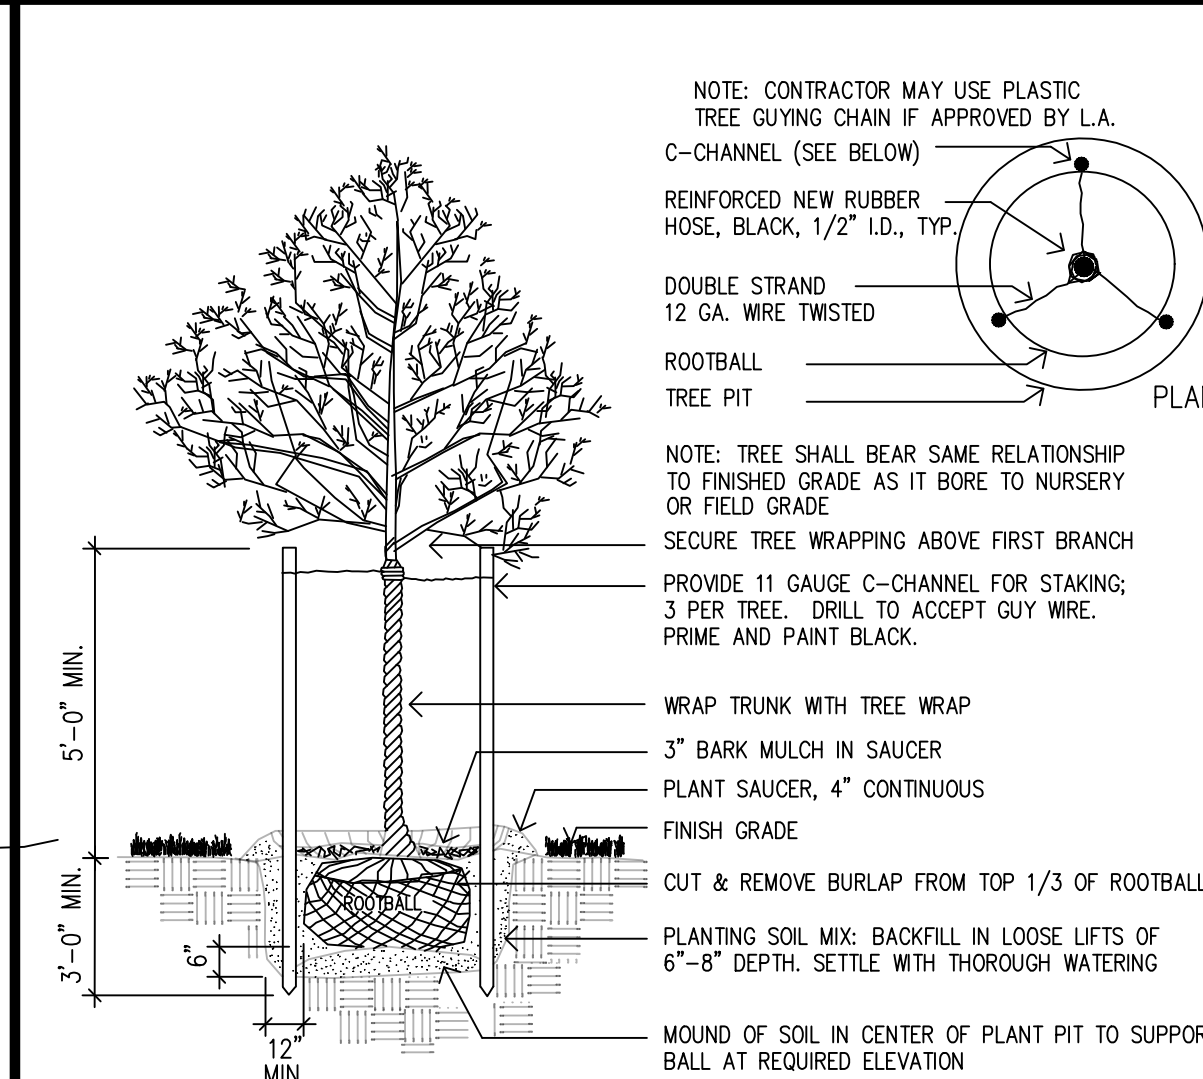 NOTE: CONTRACTOR MAY USE PLASTIC
TREE GUYING CHAIN IF APPROVED BY L.A.
C-CHANNEL (SEE BELOW)
REINFORCED NEW RUBBER
HOSE, BLACK, 1/2" I.D., TYP.
DOUBLE STRAND
12 GA. WIRE TWISTED
ROOTBALL
TREE PIT
NOTE: TREE SHALL BEAR SAME RELATIONSHIP
TO FINISHED GRADE AS IT BORE TO NURSERY
OR FIELD GRADE
SECURE TREE WRAPPING ABOVE FIRST BRANCH
PROVIDE 11 GAUGE C-CHANNEL FOR STAKING;
3 PER TREE. DRILL TO ACCEPT GUY WIRE.
PRIME AND PAINT BLACK.
WRAP TRUNK WITH TREE WRAP
3" BARK MULCH IN SAUCER
PLANT SAUCER, 4" CONTINUOUS
FINISH GRADE
CUT & REMOVE BURLAP FROM TOP 1/3 OF ROOTBALL
PLANTING SOIL MIX: BACKFILL IN LOOSE LIFTS OF
6"-8" DEPTH. SETTLE WITH THOROUGH WATERING
MOUND OF SOIL IN CENTER OF PLANT PIT TO
BALL AT REQUIRED ELEVATION
5'-0" MIN.
3'-0" MIN.
6"
ROOTBALL
12"
MIN